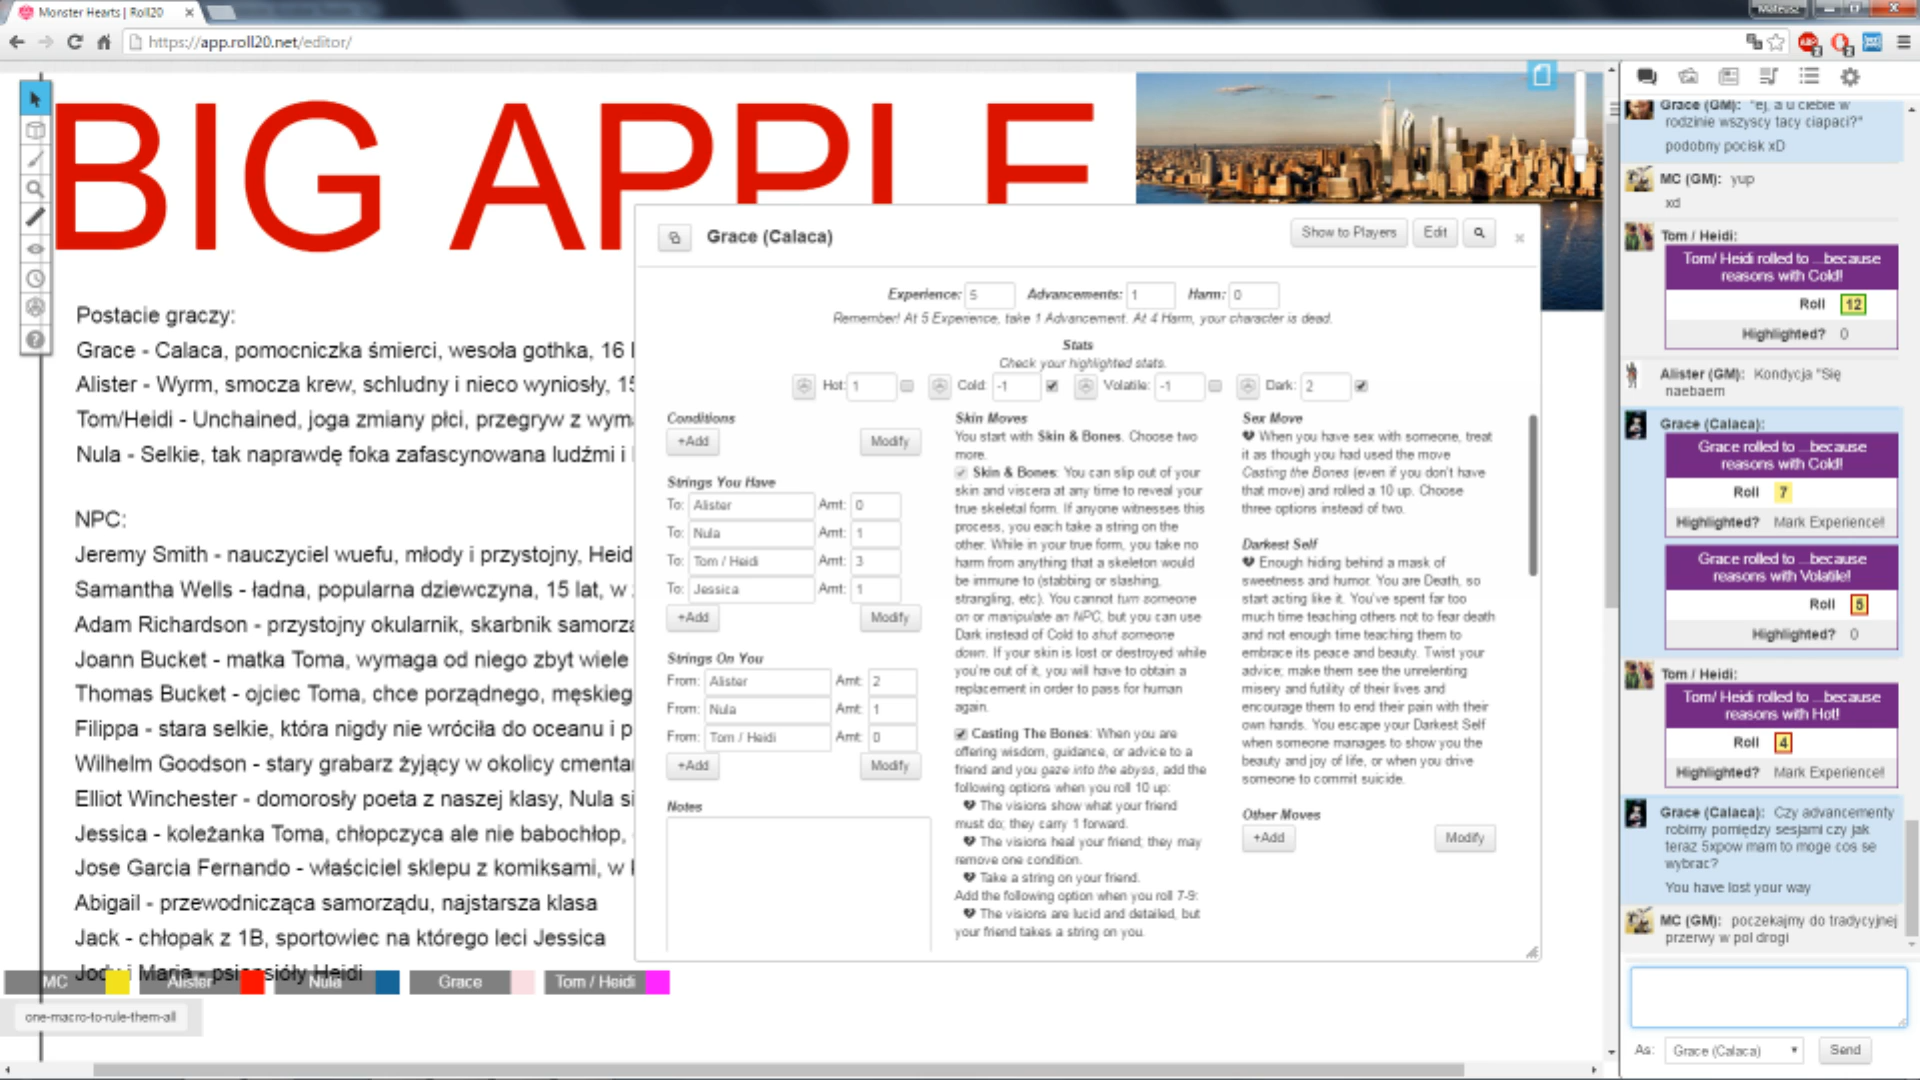 Monster Hearts | Roll20
Mateusz
https://app.roll20.net/editor/
BIG APPLE
Postacie graczy:
Grace - Calaca, pomocniczka śmierci, wesoła gothka, 16 l
Alister - Wyrm, smocza krew, schludny i nieco wyniosły, 15
Tom/Heidi - Unchained, joga zmiany płci, przegryw z wym
Nula - Selkie, tak naprawdę foka zafascynowana ludźmi i
NPC:
Jeremy Smith - nauczyciel wuefu, młody i przystojny, Heid
Samantha Wells - ładna, popularna dziewczyna, 15 lat, w
Adam Richardson - przystojny okularnik, skarbnik samorzą
Joann Bucket - matka Toma, wymaga od niego zbyt wiele
Thomas Bucket - ojciec Toma, chce porządnego, męskieg
Filippa - stara selkie, która nigdy nie wróciła do oceanu i p
Wilhelm Goodson - stary grabarz żyjący w okolicy cmenta
Elliot Winchester - domorosły poeta z naszej klasy, Nula si
Jessica - koleżanka Toma, chłopczyca ale nie babochłop,
Jose Garcia Fernando - właściciel sklepu z komiksami, w
Abigail - przewodnicząca samorządu, najstarsza klasa
Jack - chłopak z 1B, sportowiec na którego leci Jessica
Jody i Maria - psiapsióły Heidi
MC
Alister
Nula
Grace
Tom / Heidi
one-macro-to-rule-them-all
Grace (Calaca)
Show to Players
Edit
Experience: 5 Advancements: 1 Harm: 0
Remember! At 5 Experience, take 1 Advancement. At 4 Harm, your character is dead.
Stats
Check your highlighted stats.
Hot: 1 Cold: -1 Volatile: -1 Dark: 2
Conditions
+Add Modify
Strings You Have
To: Alister Amt: 0
To: Nula Amt: 1
To: Tom / Heidi Amt: 3
To: Jessica Amt: 1
+Add Modify
Strings On You
From: Alister Amt: 2
From: Nula Amt: 1
From: Tom / Heidi Amt: 0
+Add Modify
Notes
Skin Moves
You start with Skin & Bones. Choose two
more.
Skin & Bones: You can slip out of your
skin and viscera at any time to reveal your
true skeletal form. If anyone witnesses this
process, you each take a string on the
other. While in your true form, you take no
harm from anything that a skeleton would
be immune to (stabbing or slashing,
strangling, etc). You cannot turn someone
on or manipulate an NPC, but you can use
Dark instead of Cold to shut someone
down. If your skin is lost or destroyed while
you're out of it, you will have to obtain a
replacement in order to pass for human
again.
Casting The Bones: When you are
offering wisdom, guidance, or advice to a
friend and you gaze into the abyss, add the
following options when you roll 10 up:
The visions show what your friend
must do; they carry 1 forward.
The visions heal your friend; they may
remove one condition.
Take a string on your friend.
Add the following option when you roll 7-9:
The visions are lucid and detailed, but
your friend takes a string on you.
Sex Move
When you have sex with someone, treat
it as though you had used the move
Casting the Bones (even if you don't have
that move) and rolled a 10 up. Choose
three options instead of two.
Darkest Self
Enough hiding behind a mask of
sweetness and humor. You are Death, so
start acting like it. You've spent far too
much time teaching others not to fear death
and not enough time teaching them to
embrace its peace and beauty. Twist your
advice; make them see the unrelenting
misery and futility of their lives and
encourage them to end their pain with their
own hands. You escape your Darkest Self
when someone manages to show you the
beauty and joy of life, or when you drive
someone to commit suicide.
Other Moves
+Add Modify
Grace (GM): "ej, a u ciebie w
rodzinie wszyscy tacy ciapaci?"
podobny pocisk xD
MC (GM): yup
xd
Tom / Heidi:
Tom/ Heidi rolled to ...because
reasons with Cold!
Roll 12
Highlighted? 0
Alister (GM): Kondycja "Się
naebaem
Grace (Calaca):
Grace rolled to ...because
reasons with Cold!
Roll 7
Highlighted? Mark Experience!
Grace rolled to ...because
reasons with Volatile!
Roll 5
Highlighted? 0
Tom / Heidi:
Tom/ Heidi rolled to ...because
reasons with Hot!
Roll 4
Highlighted? Mark Experience!
Grace (Calaca): Czy advancementy
robimy pomiędzy sesjami czy jak
teraz 5xpow mam to moge cos se
wybrac?
You have lost your way
MC (GM): poczekajmy do tradycyjnej
przerwy w pol drogi
As: Grace (Calaca) Send